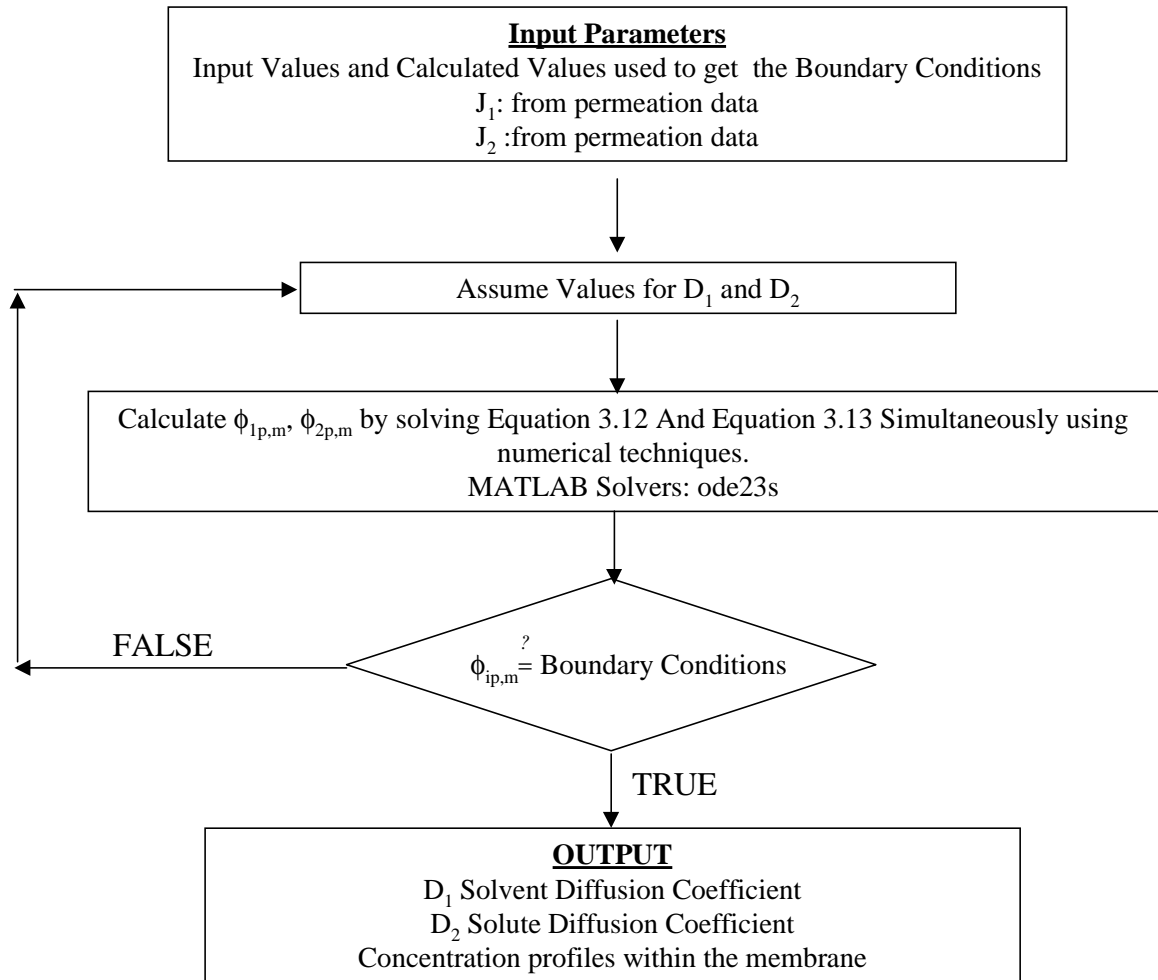 Input Parameters
Input Values and Calculated Values used to get  the Boundary Conditions
J₁: from permeation data
J₂ :from permeation data
Assume Values for D₁ and D₂
Calculate ϕ₁ₚ,ₘ, ϕ₂ₚ,ₘ by solving Equation 3.12 And Equation 3.13 Simultaneously using
numerical techniques.
MATLAB Solvers: ode23s
FALSE
?
ϕᵢₚ,ₘ= Boundary Conditions
TRUE
OUTPUT
D₁ Solvent Diffusion Coefficient
D₂ Solute Diffusion Coefficient
Concentration profiles within the membrane